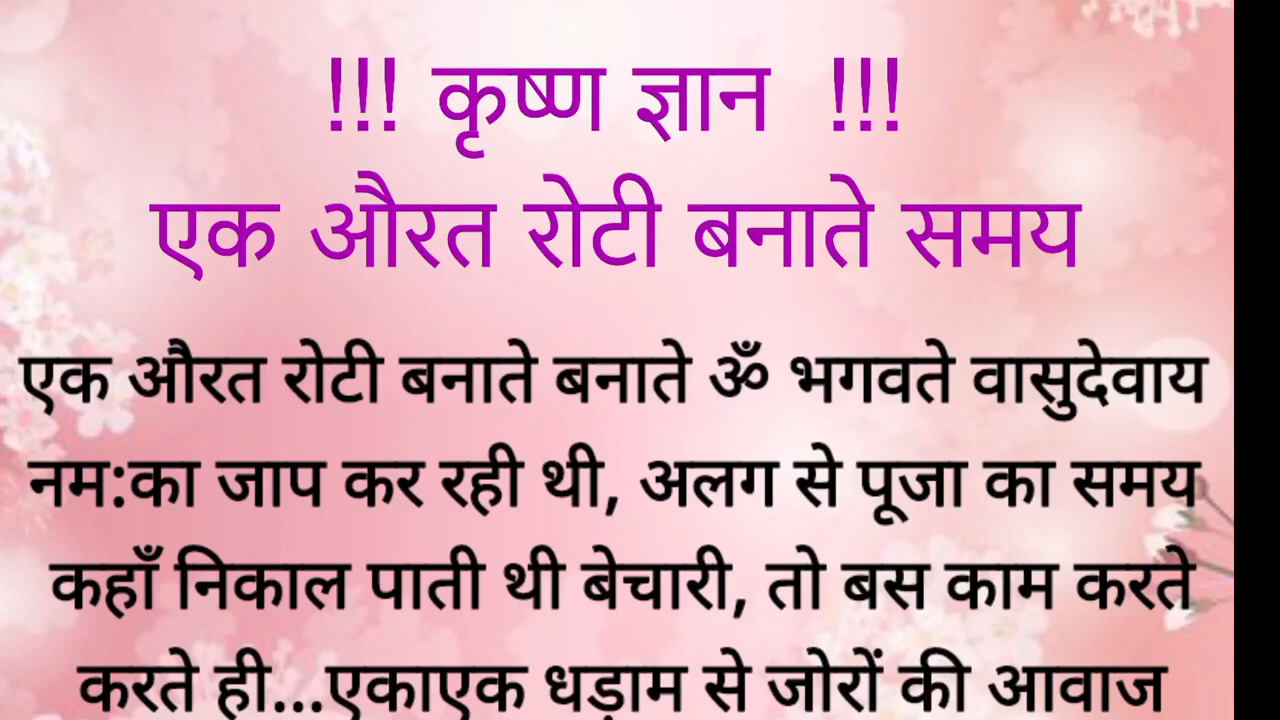 !!! कृष्ण ज्ञान !!!
एक औरत रोटी बनाते समय
एक औरत रोटी बनाते बनाते ॐ भगवते वासुदेवाय
नम:का जाप कर रही थी, अलग से पूजा का समय
कहाँ निकाल पाती थी बेचारी, तो बस काम करते
करते ही...एकाएक धड़ाम से जोरों की आवाज